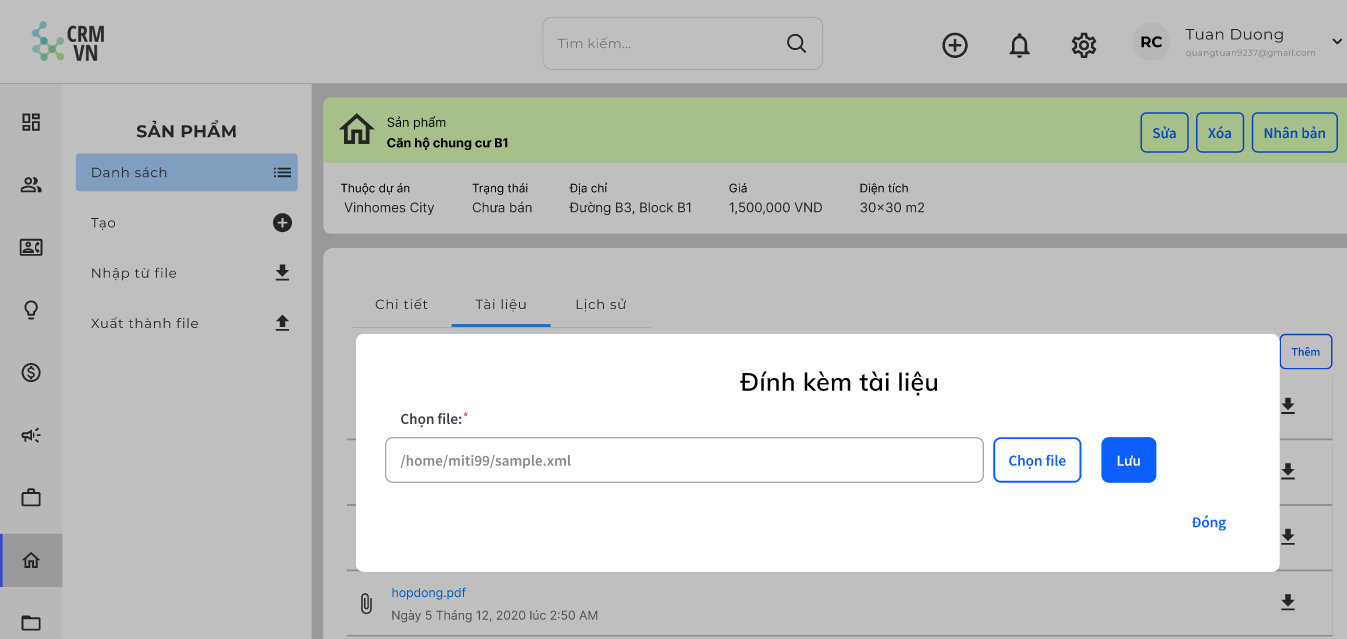 CRM
VN
Tìm kiếm...
RC
Tuan Duong
quangtuan9237@gmail.com
SẢN PHẨM
Danh sách
Tạo
Nhập từ file
Xuất thành file
Sản phẩm
Căn hộ chung cư B1
Sửa
Xóa
Nhân bản
Thuộc dự án
Trạng thái
Địa chỉ
Giá
Diện tích
Vinhomes City
Chưa bán
Đường B3, Block B1
1,500,000 VND
30x30 m2
Chi tiết
Tài liệu
Lịch sử
Thêm
Đính kèm tài liệu
Chọn file:*
/home/miti99/sample.xml
Chọn file
Lưu
Đóng
hopdong.pdf
Ngày 5 Tháng 12, 2020 lúc 2:50 AM